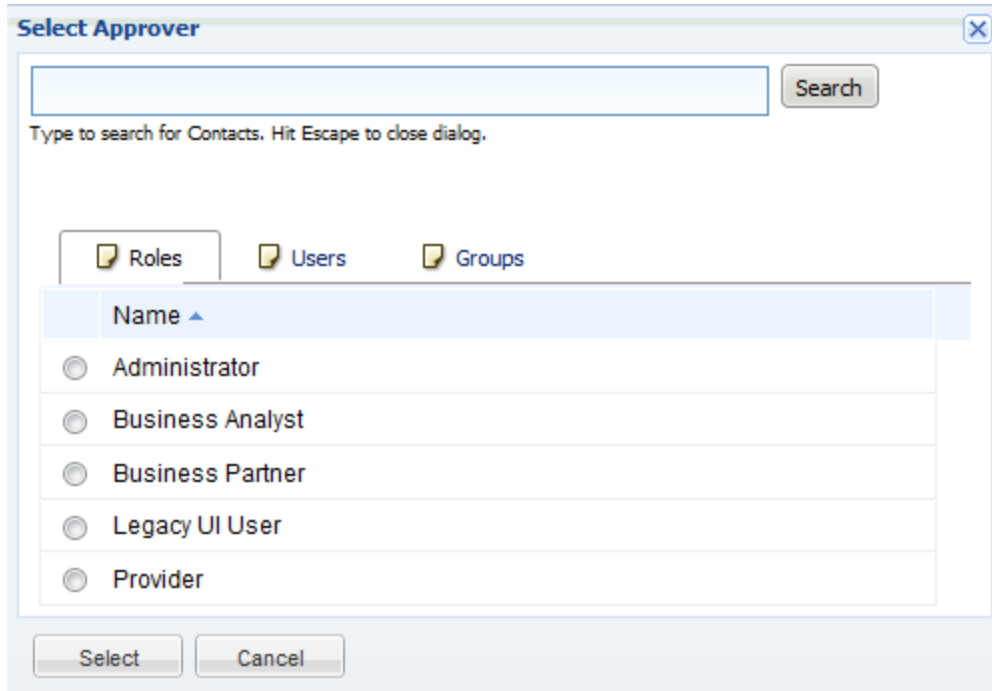 Select Approver
Search
Type to search for Contacts. Hit Escape to close dialog.
Roles Users Groups
Name
Administrator
Business Analyst
Business Partner
Legacy UI User
Provider
Select Cancel